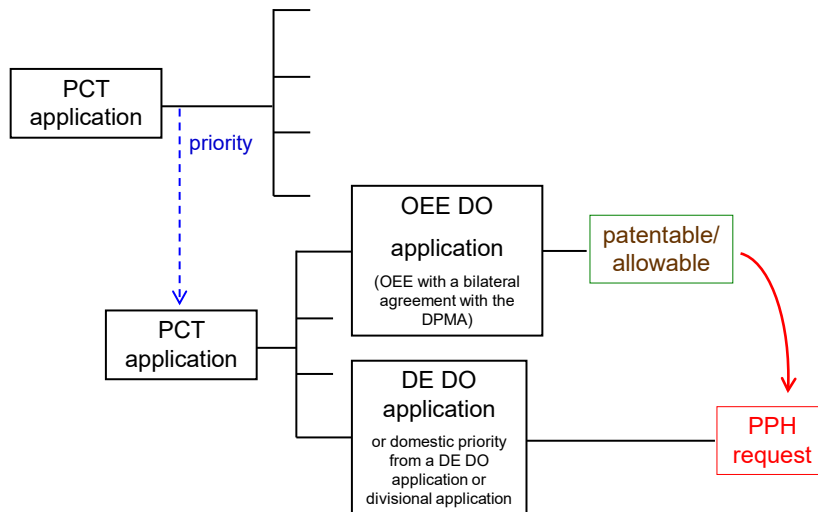 PCT
application
priority
OEE DO
application
(OEE with a bilateral
agreement with the
DPMA)
patentable/
allowable
PCT
application
DE DO
application
or domestic priority
from a DE DO
application or
divisional application
PPH
request